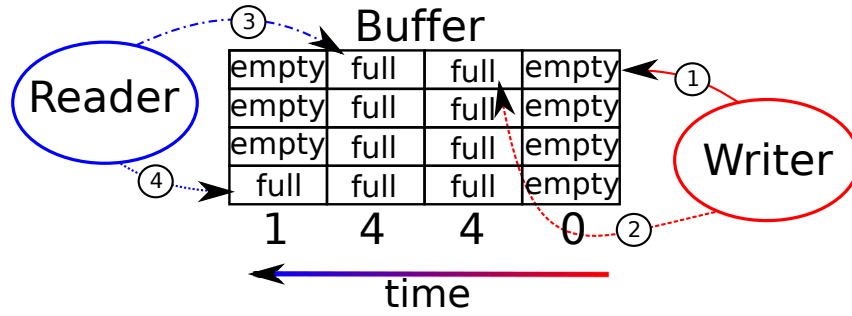 Buffer
3
1
empty full full empty
Reader
empty full full empty
empty full full empty
Writer
4
full full full empty
1 4 4 0
2
time